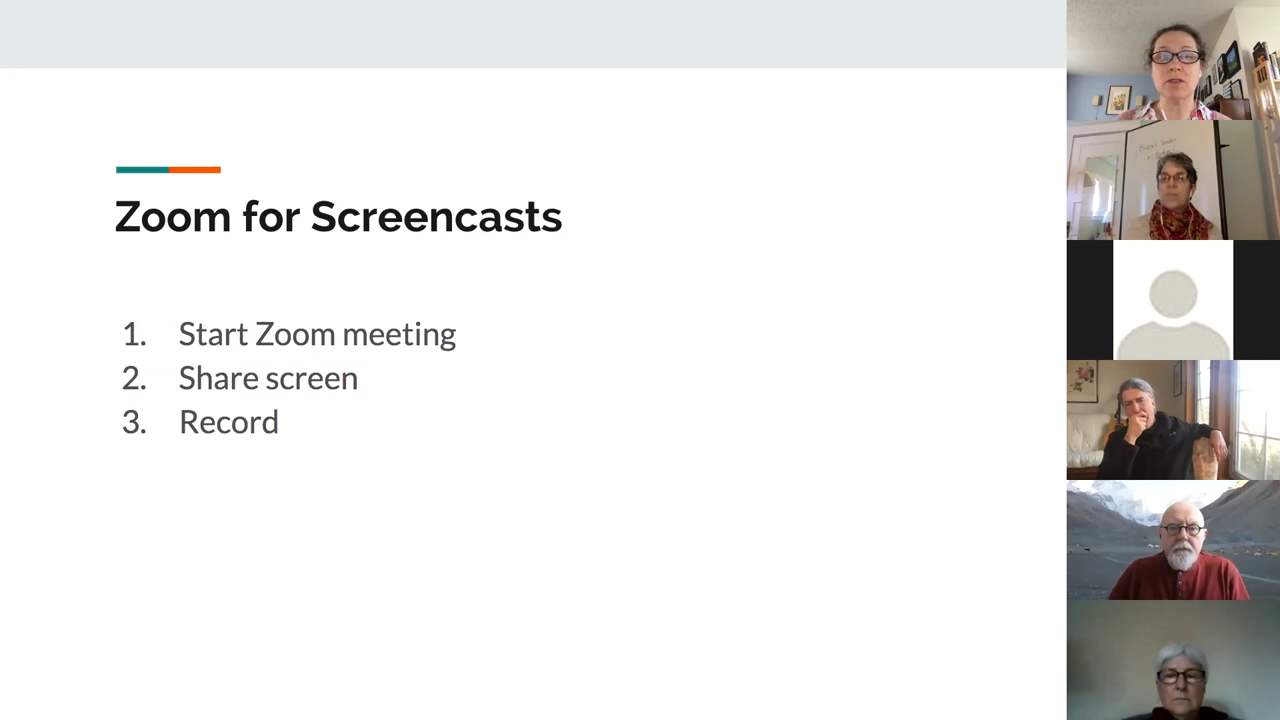 Zoom for Screencasts
1. Start Zoom meeting
2. Share screen
3. Record